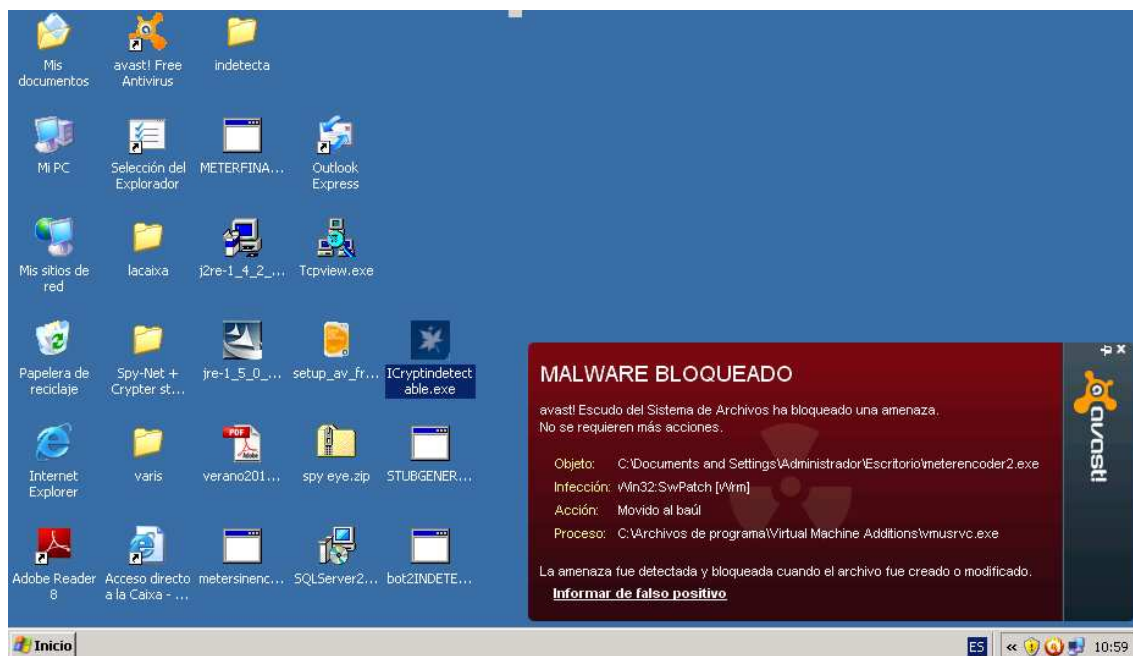 Mis
documentos
avast! Free
Antivirus
indetecta
Mi PC
Selección del
Explorador
METERFINA...
Outlook
Express
Mis sitios de
red
lacaixa
j2re-1_4_2_...
Tcpview.exe
Papelera de
reciclaje
Spy-Net +
Crypter st...
jre-1_5_0_...
setup_av_fr...
ICryptindetect
able.exe
Internet
Explorer
varis
verano201...
spy eye.zip
STUBGENER...
Adobe Reader
8
Acceso directo
a la Caixa - ...
metersinenc...
SQLServer2...
bot2INDETE...
MALWARE BLOQUEADO
avast! Escudo del Sistema de Archivos ha bloqueado una amenaza.
No se requieren más acciones.
Objeto: C:\Documents and Settings\Administrador\Escritorio\meterencoder2.exe
Infección: Win32:SwPatch [Wrm]
Acción: Movido al baúl
Proceso: C:\Archivos de programa\Virtual Machine Additions\vmusrvc.exe
La amenaza fue detectada y bloqueada cuando el archivo fue creado o modificado.
Informar de falso positivo
avast!
Inicio
ES
«
10:59